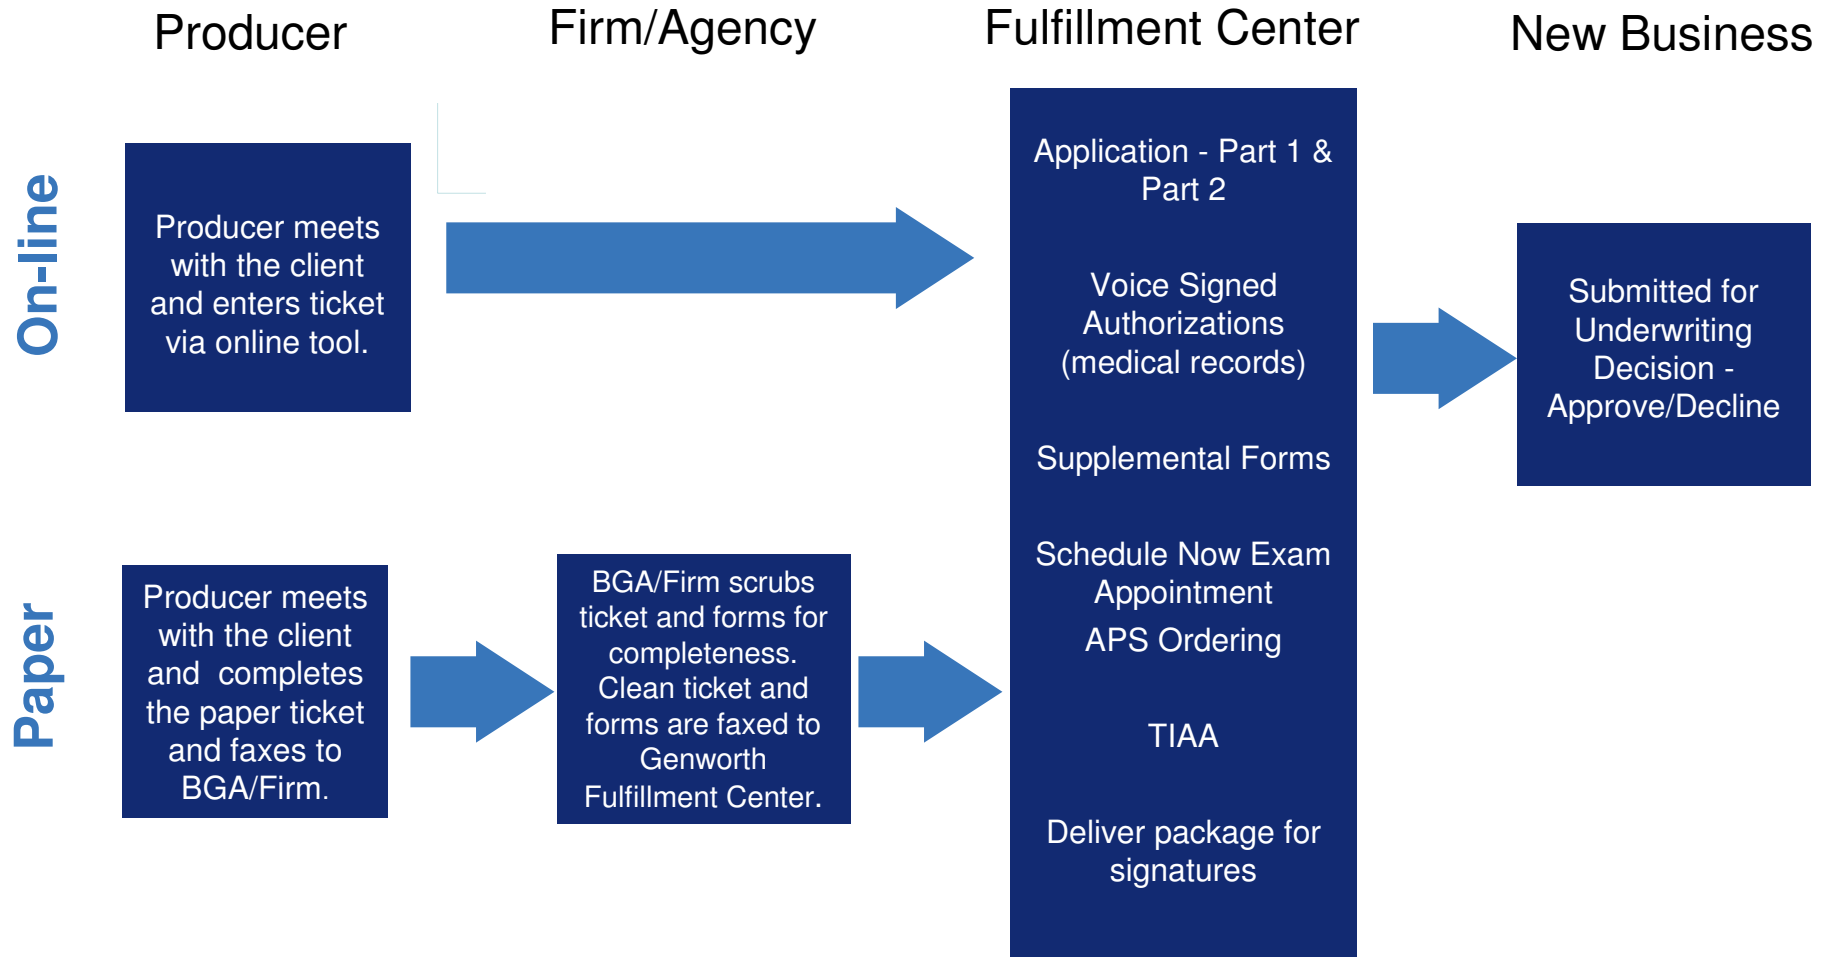 Producer
Firm/Agency
Fulfillment Center
New Business
On-line
Producer meets
with the client
and enters ticket
via online tool.
Application - Part 1 &
Part 2
Voice Signed
Authorizations
(medical records)
Supplemental Forms
Schedule Now Exam
Appointment
APS Ordering
TIAA
Deliver package for
signatures
Submitted for
Underwriting
Decision -
Approve/Decline
Paper
Producer meets
with the client
and completes
the paper ticket
and faxes to
BGA/Firm.
BGA/Firm scrubs
ticket and forms for
completeness.
Clean ticket and
forms are faxed to
Genworth
Fulfillment Center.